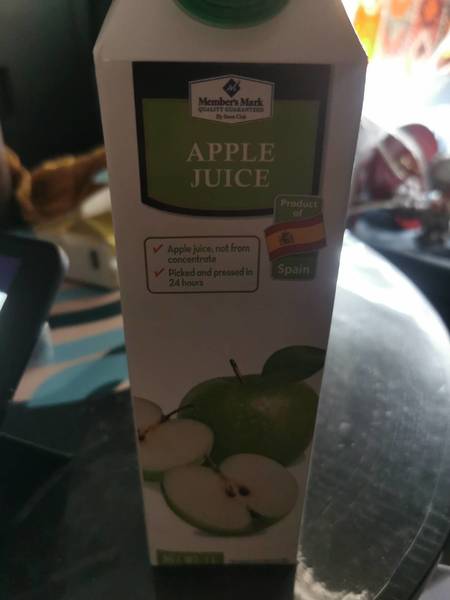 Member's Mark
QUALITY GUARANTEED
By Sam's Club
APPLE
JUICE
Product
of
Spain
✓ Apple juice, not from
concentrate
✓ Picked and pressed in
24 hours